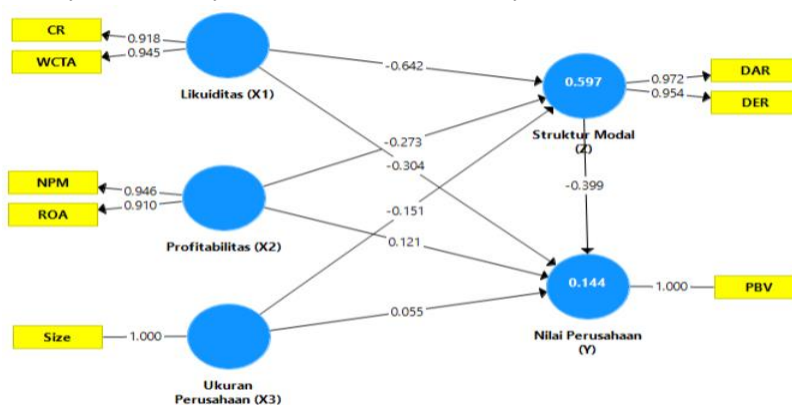 CR
0.918
WCTA
0.945
Likuiditas (X1)
-0.642
0.597
0.972
DAR
0.954
DER
Struktur Modal
(Z)
-0.273
-0.304
-0.399
NPM
0.946
ROA
0.910
Profitabilitas (X2)
-0.151
0.121
0.144
1.000
PBV
Nilai Perusahaan
(Y)
0.055
Size
1.000
Ukuran
Perusahaan (X3)